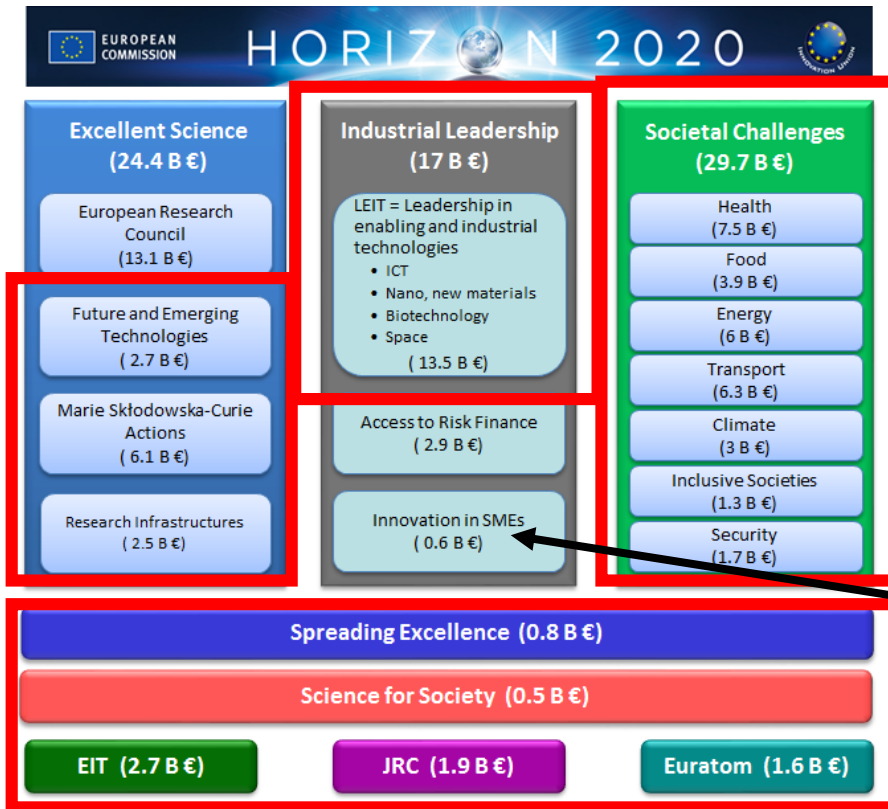 EUROPEAN
COMMISSION
HORIZON 2020
INNOVATION UNION
Excellent Science
(24.4 B €)
European Research
Council
(13.1 B €)
Future and Emerging
Technologies
( 2.7 B €)
Marie Skłodowska-Curie
Actions
( 6.1 B €)
Research Infrastructures
( 2.5 B €)
Industrial Leadership
(17 B €)
LEIT = Leadership in
enabling and industrial
technologies
• ICT
• Nano, new materials
• Biotechnology
• Space
( 13.5 B €)
Access to Risk Finance
( 2.9 B €)
Innovation in SMEs
( 0.6 B €)
Societal Challenges
(29.7 B €)
Health
(7.5 B €)
Food
(3.9 B €)
Energy
(6 B €)
Transport
(6.3 B €)
Climate
(3 B €)
Inclusive Societies
(1.3 B €)
Security
(1.7 B €)
Spreading Excellence (0.8 B €)
Science for Society (0.5 B €)
EIT (2.7 B €)
JRC (1.9 B €)
Euratom (1.6 B €)